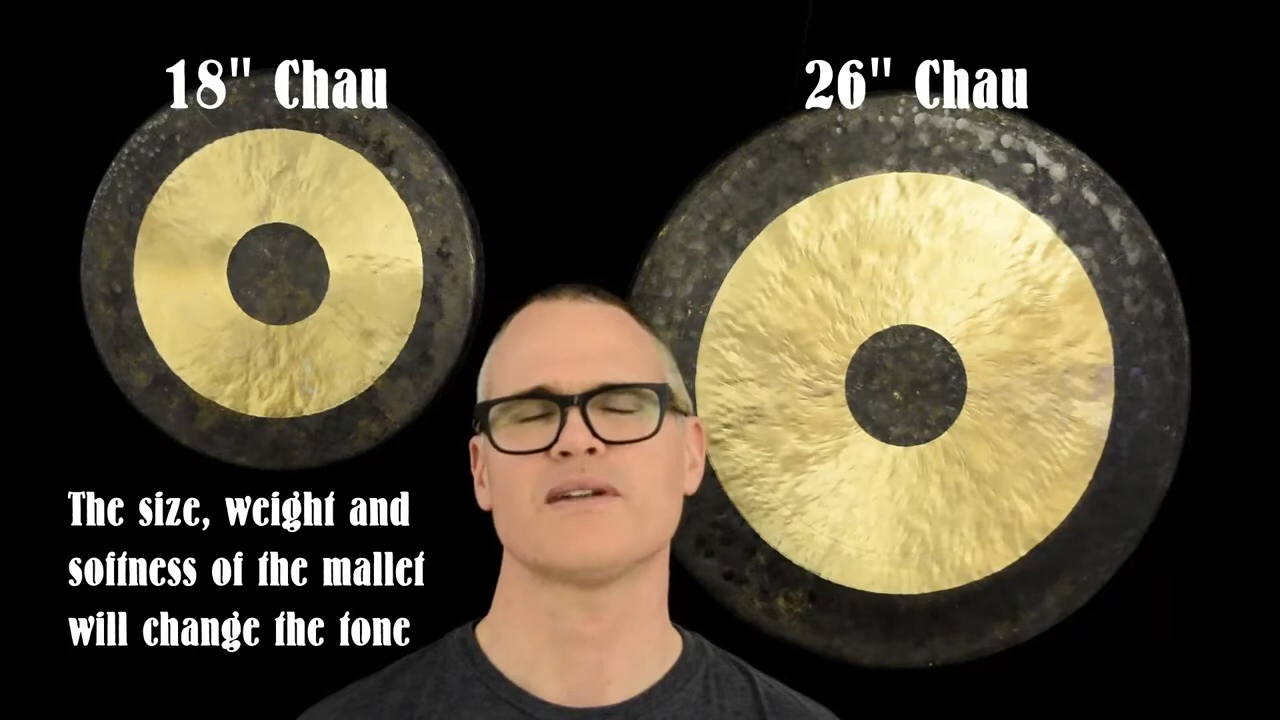 18" Chau
26" Chau
The size, weight and
softness of the mallet
will change the tone